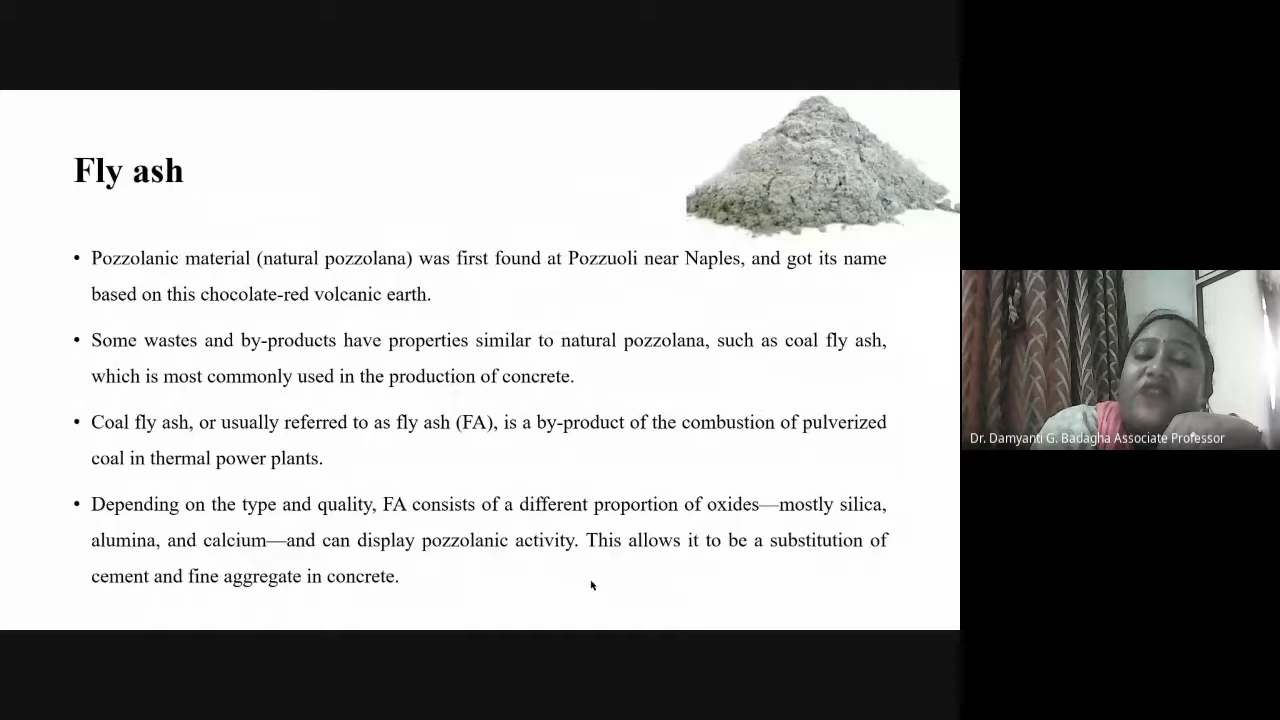 Fly ash
• Pozzolanic material (natural pozzolana) was first found at Pozzuoli near Naples, and got its name
based on this chocolate-red volcanic earth.
• Some wastes and by-products have properties similar to natural pozzolana, such as coal fly ash,
which is most commonly used in the production of concrete.
• Coal fly ash, or usually referred to as fly ash (FA), is a by-product of the combustion of pulverized
coal in thermal power plants.
• Depending on the type and quality, FA consists of a different proportion of oxides—mostly silica,
alumina, and calcium—and can display pozzolanic activity. This allows it to be a substitution of
cement and fine aggregate in concrete.
Dr. Damyanti G. Badagha Associate Professor